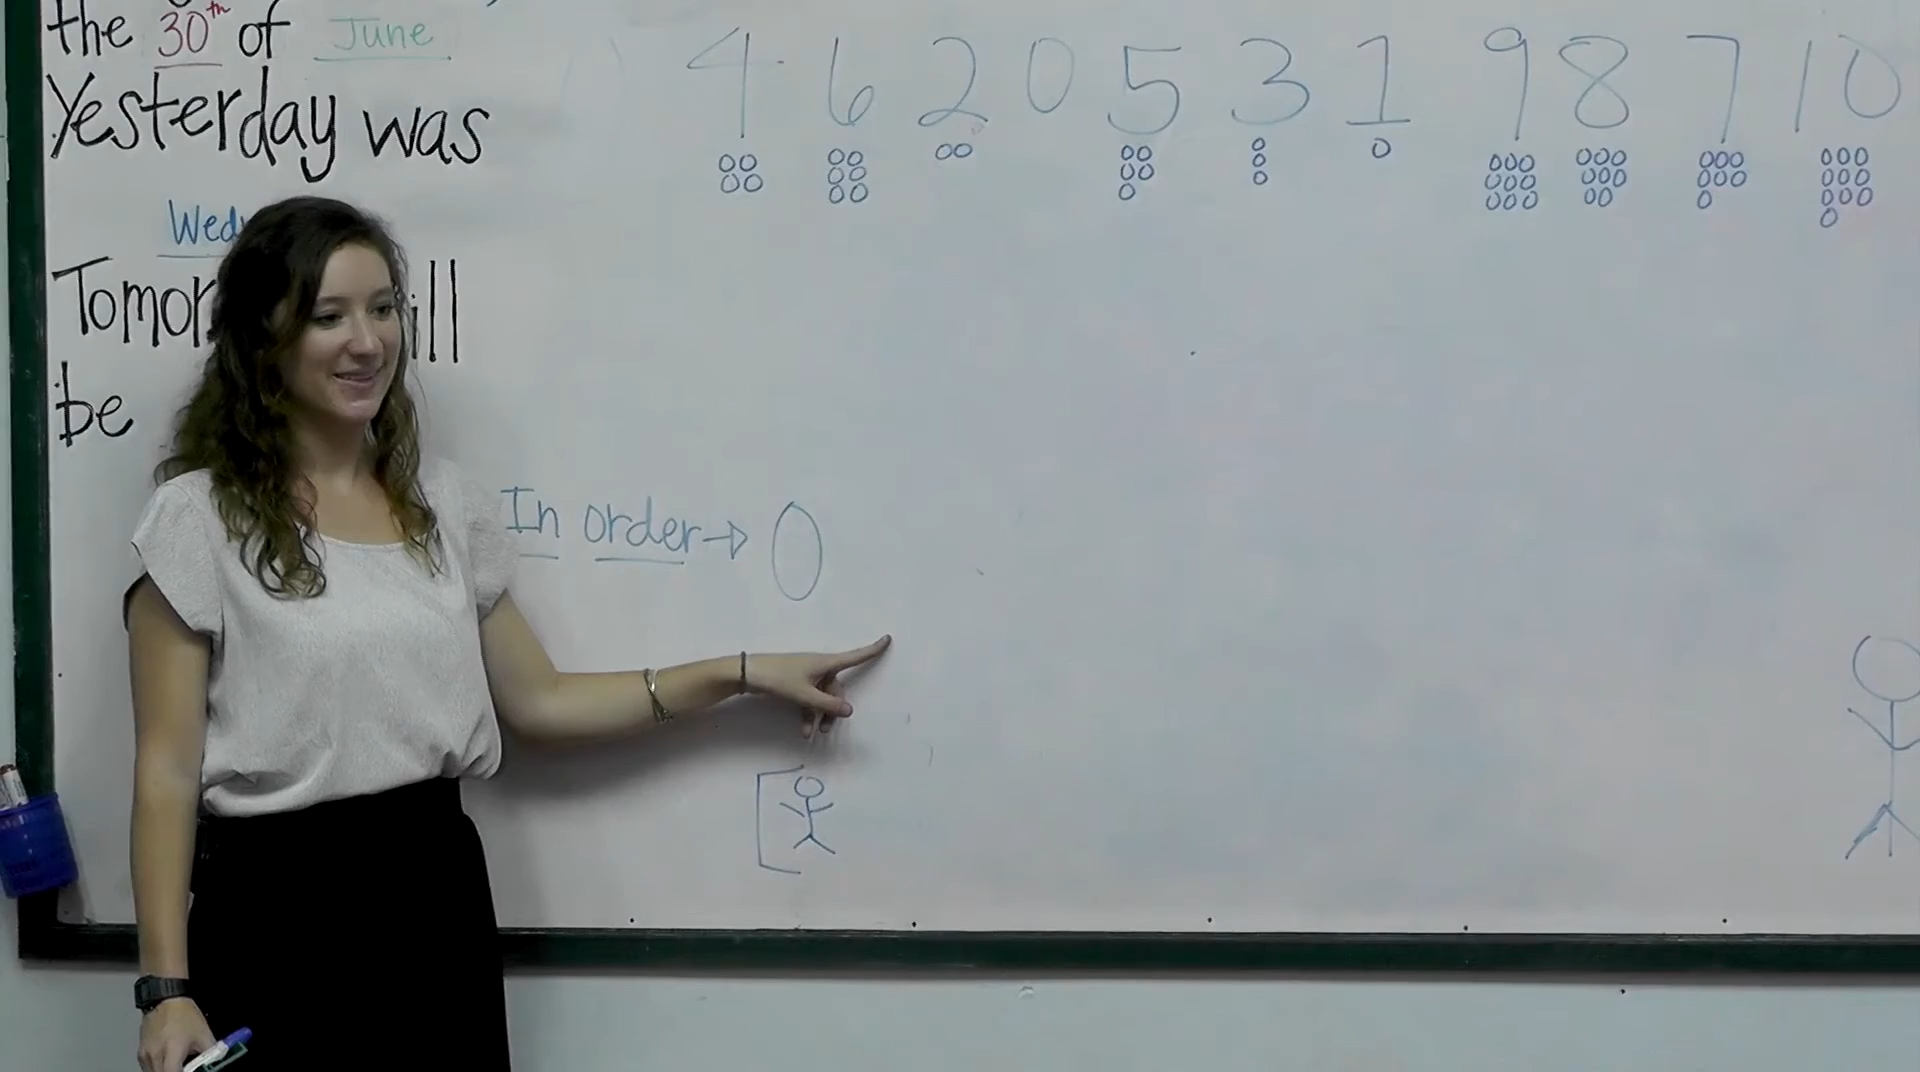 the 30th of June
Yesterday was
Wed
Tomor ill
be
4 6 2 0 5 3 1 9 8 7 10
In order → 0